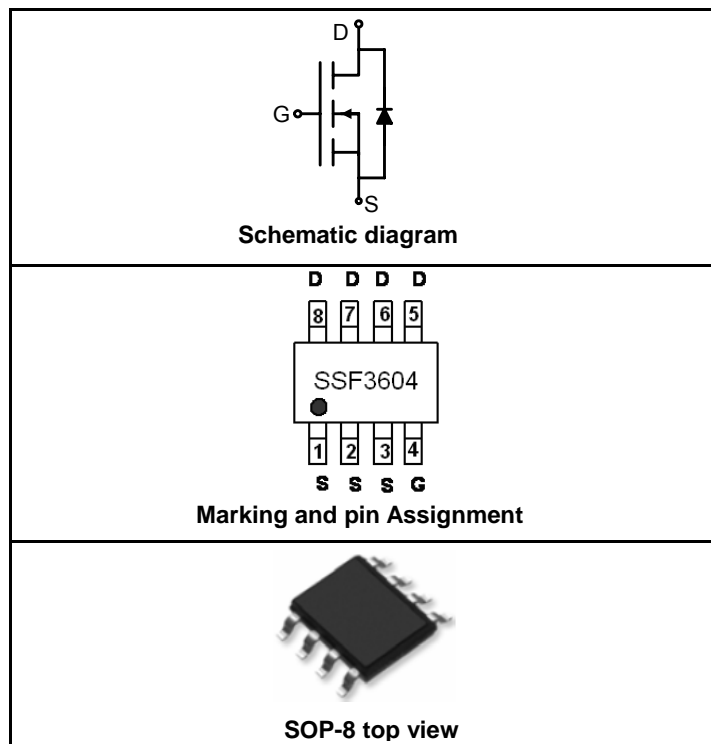 D
G
S
Schematic diagram
D D D D
8 7 6 5
SSF3604
1 2 3 4
S S S G
Marking and pin Assignment
SOP-8 top view